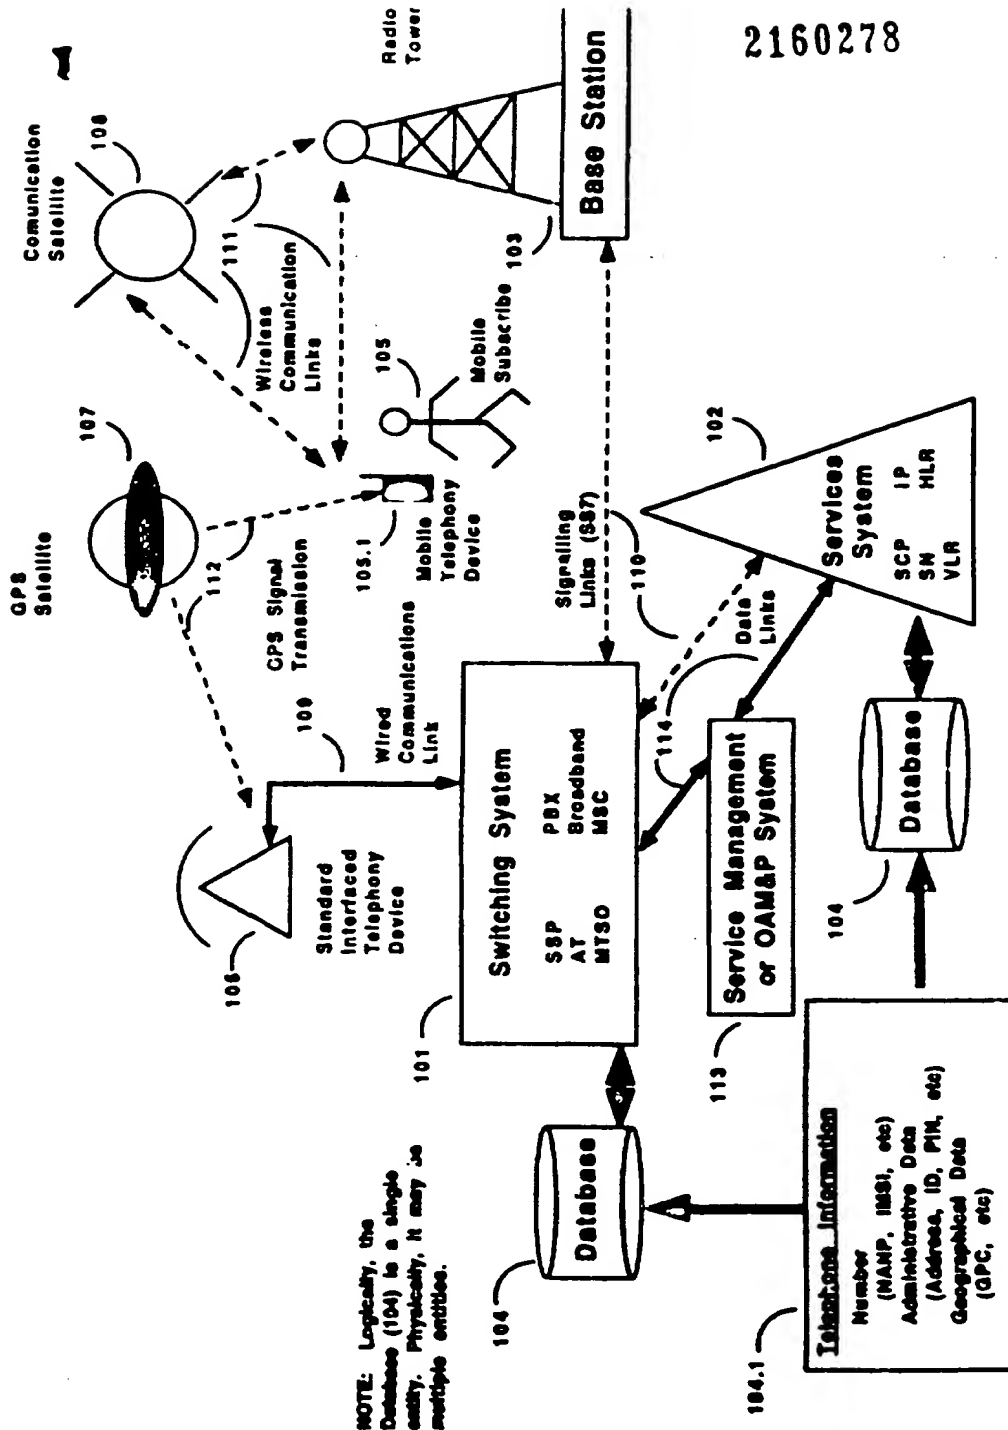 2160278
NOTE: Logically, the
Database (104) is a single
entity. Physically, it may be
multiple entities.
GPS
Satellite
107
Comunication
Satellite
108
111
Wireless
Communication
Links
Radio
Tower
103
Base Station
105
Mobile
Subscribe
112
GPS Signal
Transmission
105.1
Mobile
Telephony
Device
106
Standard
Interfaced
Telephony
Device
109
Wired
Communications
Link
101
Switching System
SSP PBX
AT Broadband
MTSO MSC
Signalling
Links (SS7)
110
114
Data
Links
102
Services
System
SCP IP
SN HLR
VLR
104
Database
113
Service Management
or OAM&P System
104
Database
104.1
Telephone Information
Number
(NANP, IMSI, etc)
Administrative Data
(Address, ID, PIN, etc)
Geographical Data
(GPC, etc)